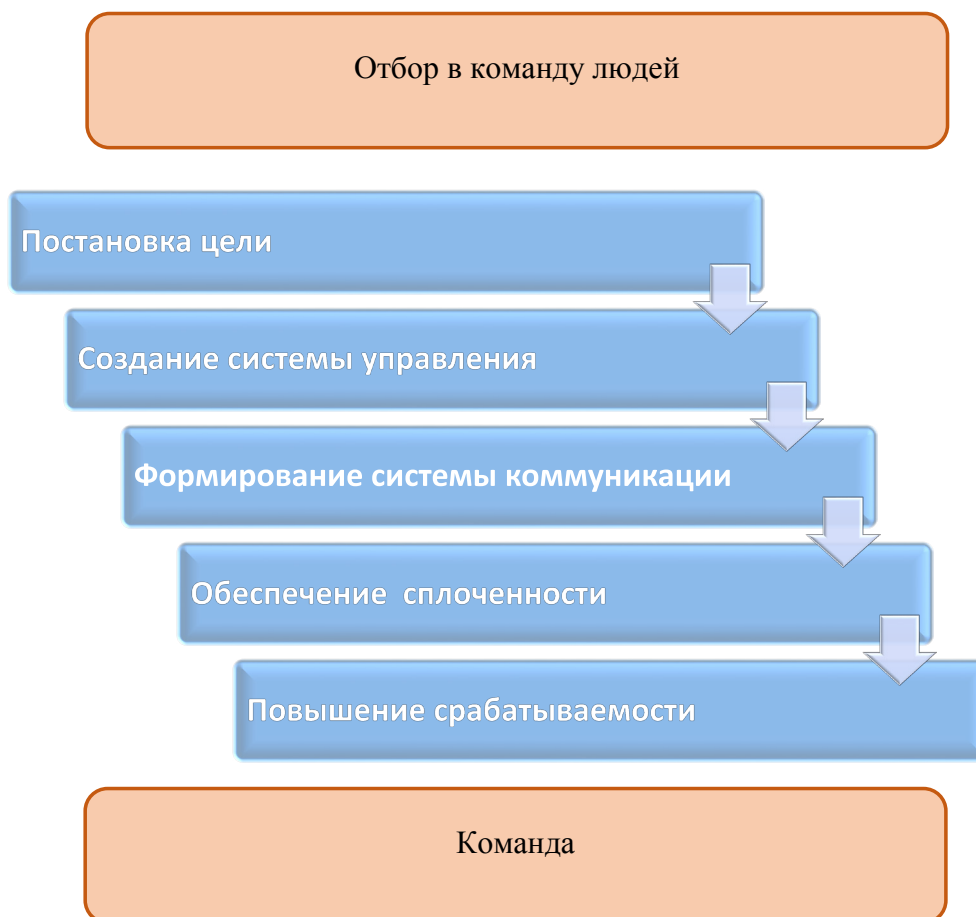 Отбор в команду людей
Постановка цели
Создание системы управления
Формирование системы коммуникации
Обеспечение  сплоченности
Повышение срабатываемости
Команда